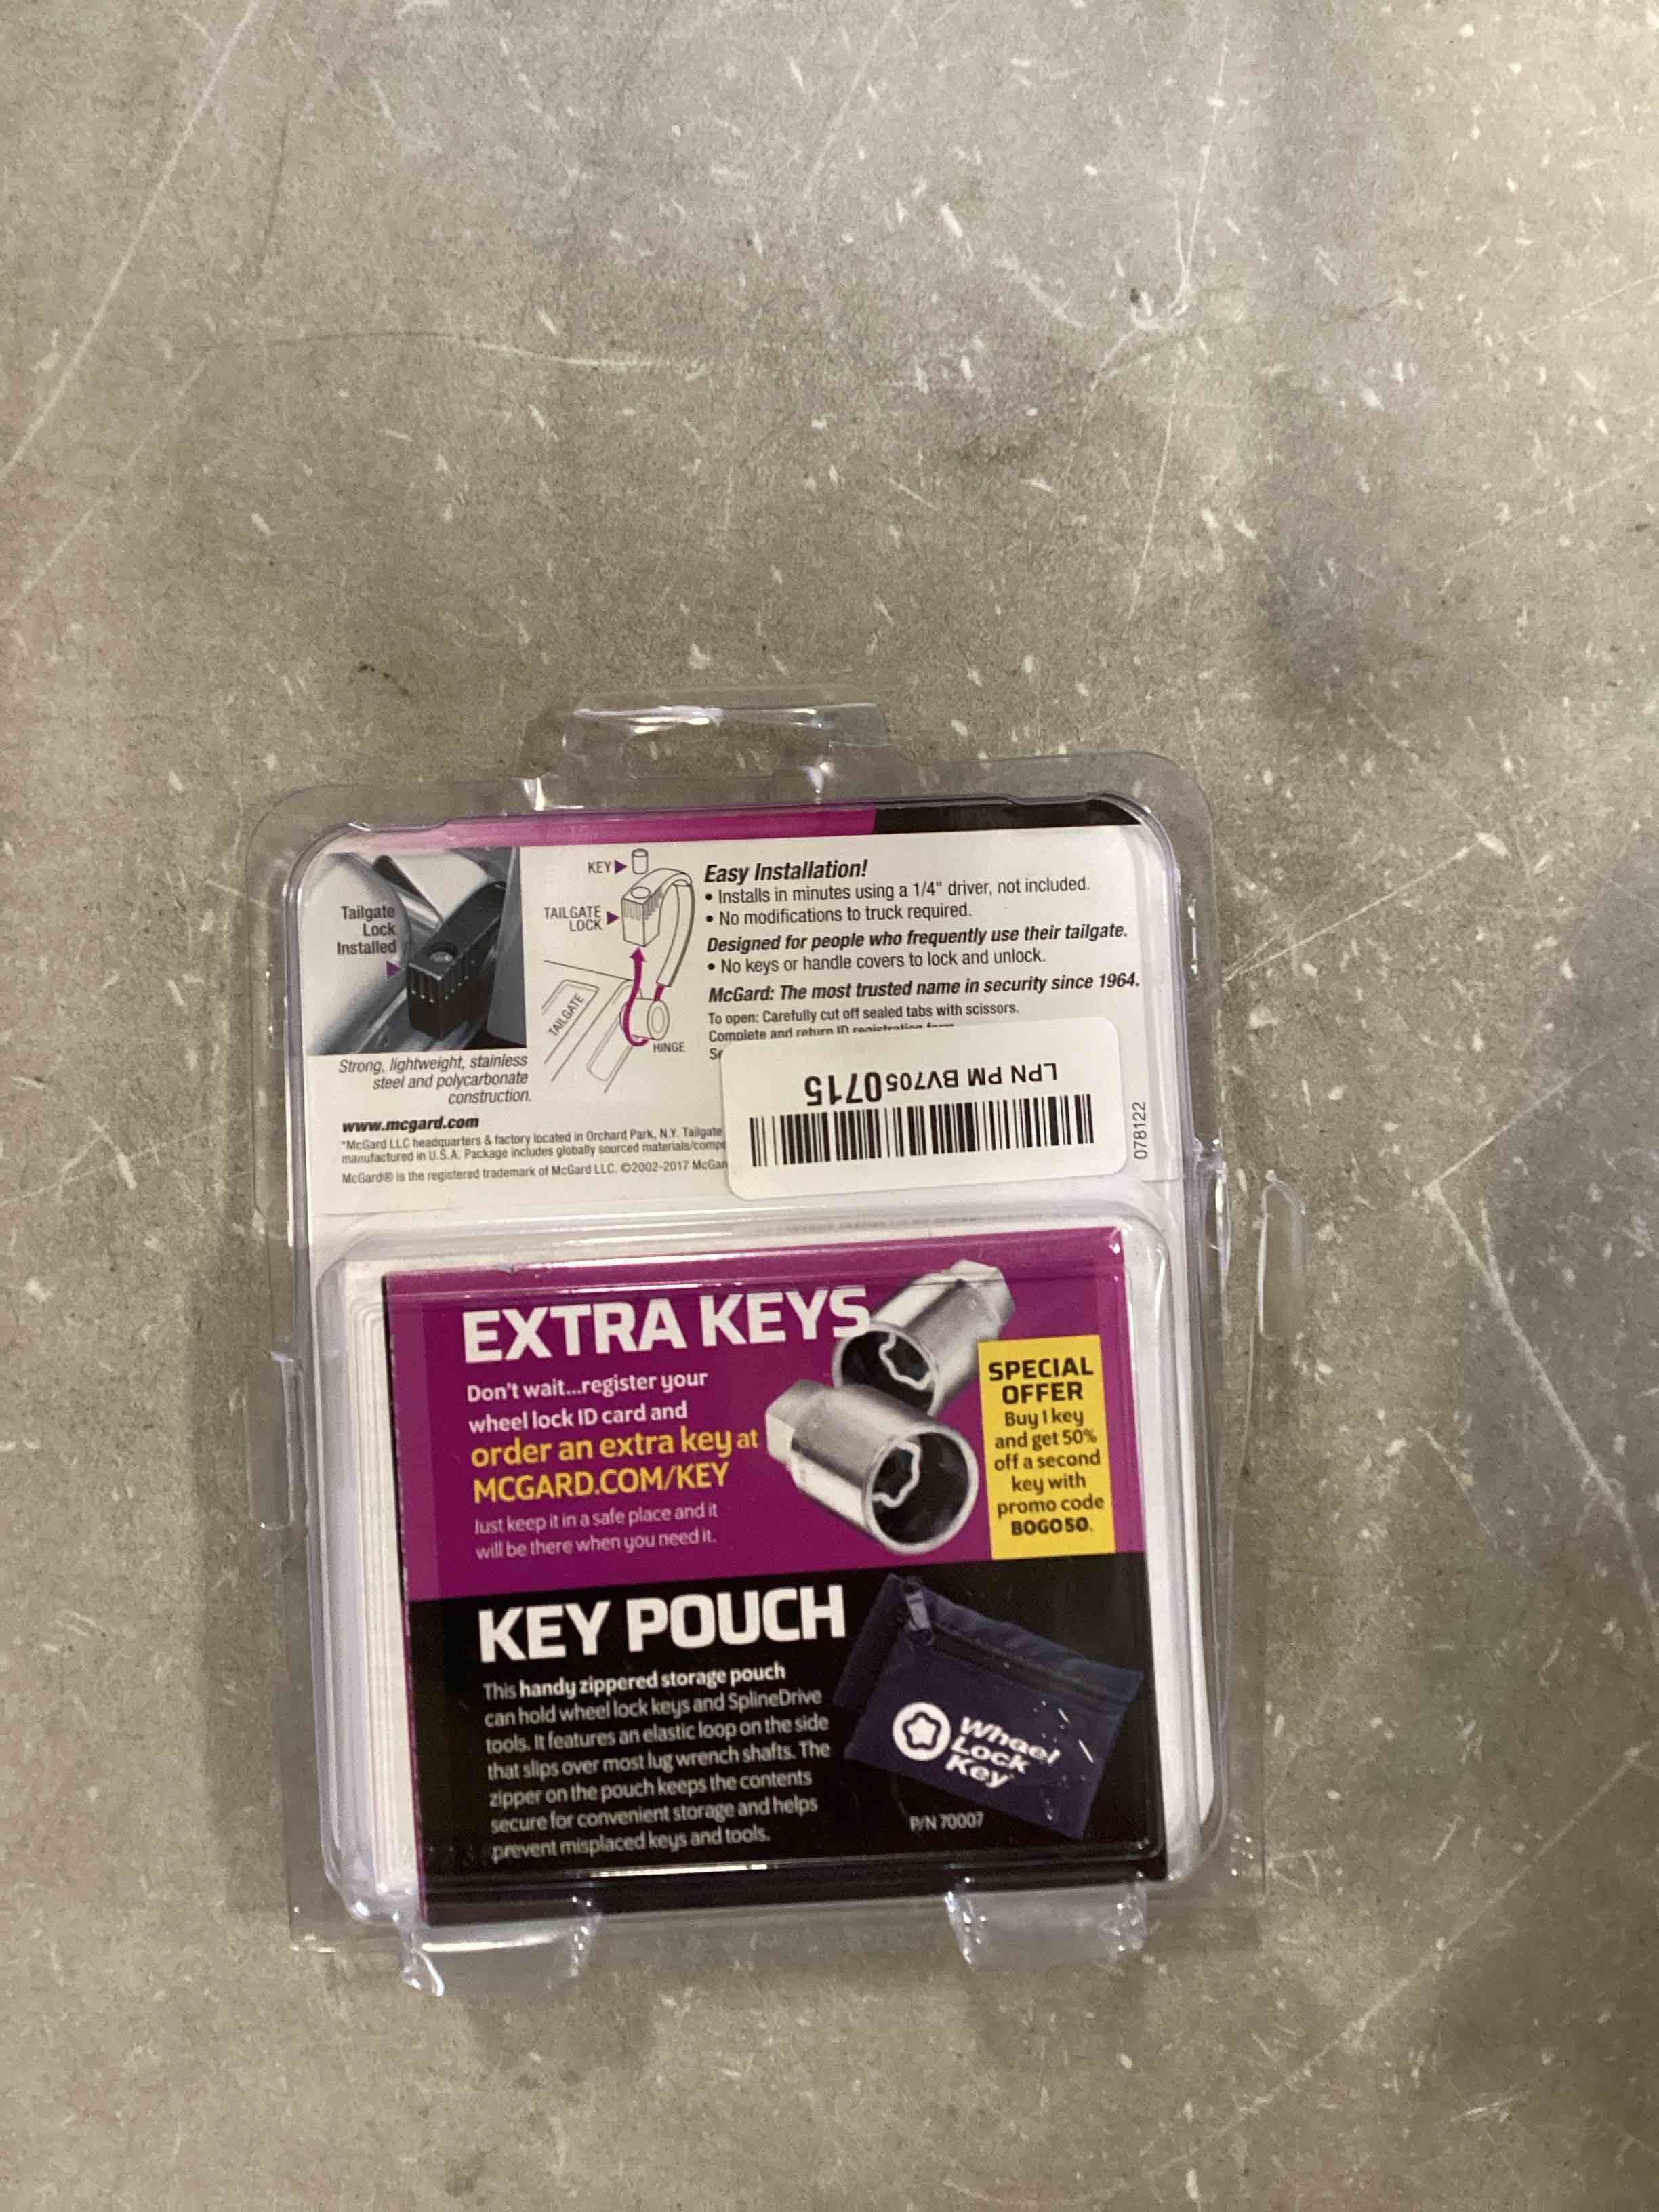 Tailgate
Lock
Installed
Strong, lightweight, stainless
steel and polycarbonate
construction.
KEY
TAILGATE
LOCK
TAILGATE
HINGE
Easy Installation!
• Installs in minutes using a 1/4" driver, not included.
• No modifications to truck required.
Designed for people who frequently use their tailgate.
• No keys or handle covers to lock and unlock.
McGard: The most trusted name in security since 1964.
To open: Carefully cut off sealed tabs with scissors.
Complete and return ID registration form
www.mcgard.com
*McGard LLC headquarters & factory located in Orchard Park, N.Y. Tailgate
manufactured in U.S.A. Package includes globally sourced materials/
McGard® is the registered trademark of McGard LLC. ©2002-2017
LPN PM BV7050715
078122
EXTRA KEYS
Don't wait...register your
wheel lock ID card and
order an extra key at
MCGARD.COM/KEY
Just keep it in a safe place and it
will be there when you need it.
SPECIAL
OFFER
Buy 1 key
and get 50%
off a second
key with
promo code
BOGO50.
KEY POUCH
This handy zippered storage pouch
can hold wheel lock keys and SplineDrive
tools. It features an elastic loop on the side
that slips over most lug wrench shafts. The
zipper on the pouch keeps the contents
secure for convenient storage and helps
prevent misplaced keys and tools.
Wheel
Lock
Key
P/N 70007